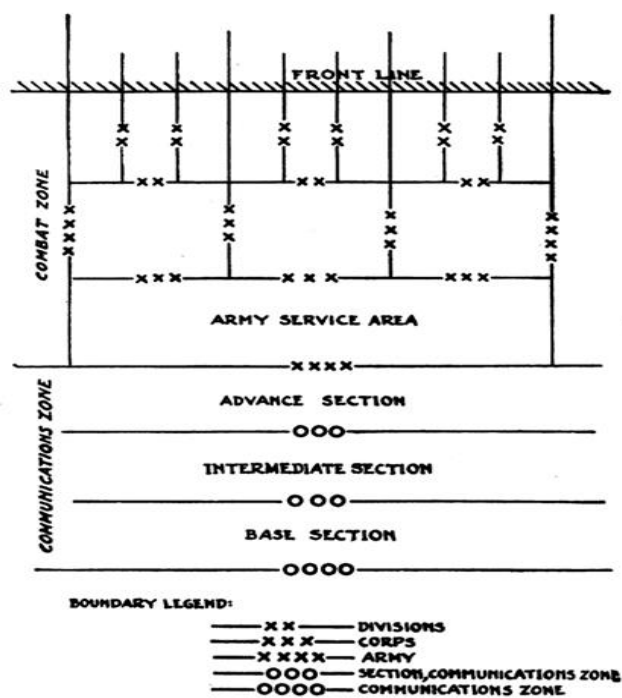 FRONT LINE
COMBAT ZONE
ARMY SERVICE AREA
COMMUNICATIONS ZONE
ADVANCE SECTION
INTERMEDIATE SECTION
BASE SECTION
BOUNDARY LEGEND:
DIVISIONS
CORPS
ARMY
SECTION, COMMUNICATIONS ZONE
COMMUNICATIONS ZONE